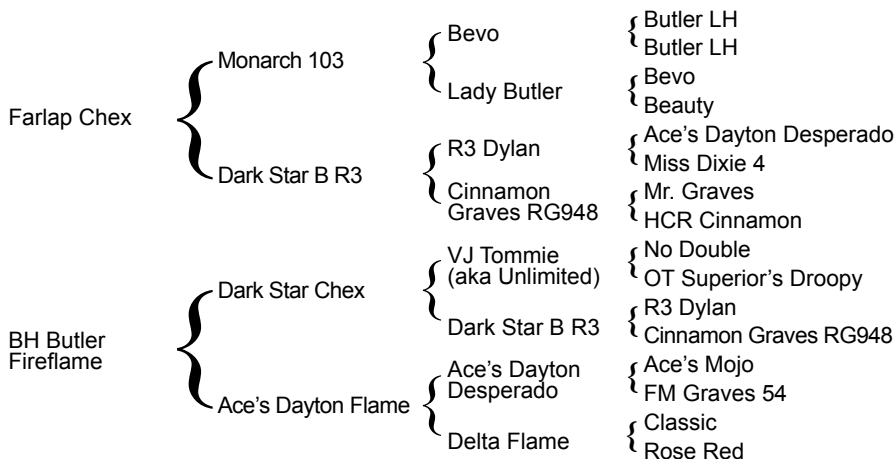 Farlap Chex
Monarch 103
Bevo
Butler LH
Butler LH
Lady Butler
Bevo
Beauty
Dark Star B R3
R3 Dylan
Ace's Dayton Desperado
Miss Dixie 4
Cinnamon
Graves RG948
Mr. Graves
HCR Cinnamon
BH Butler
Fireflame
Dark Star Chex
VJ Tommie
(aka Unlimited)
No Double
OT Superior's Droopy
Dark Star B R3
R3 Dylan
Cinnamon Graves RG948
Ace's Dayton Flame
Ace's Dayton
Desperado
Ace's Mojo
FM Graves 54
Delta Flame
Classic
Rose Red